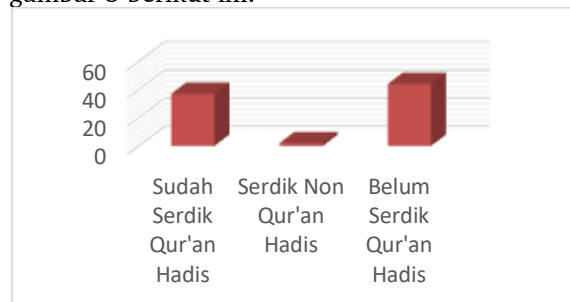 gambar 8 berikut ini:
60
40
20
0
Sudah Serdik Non Belum
Serdik Qur'an Serdik
Qur'an Hadis Qur'an
Hadis Hadis